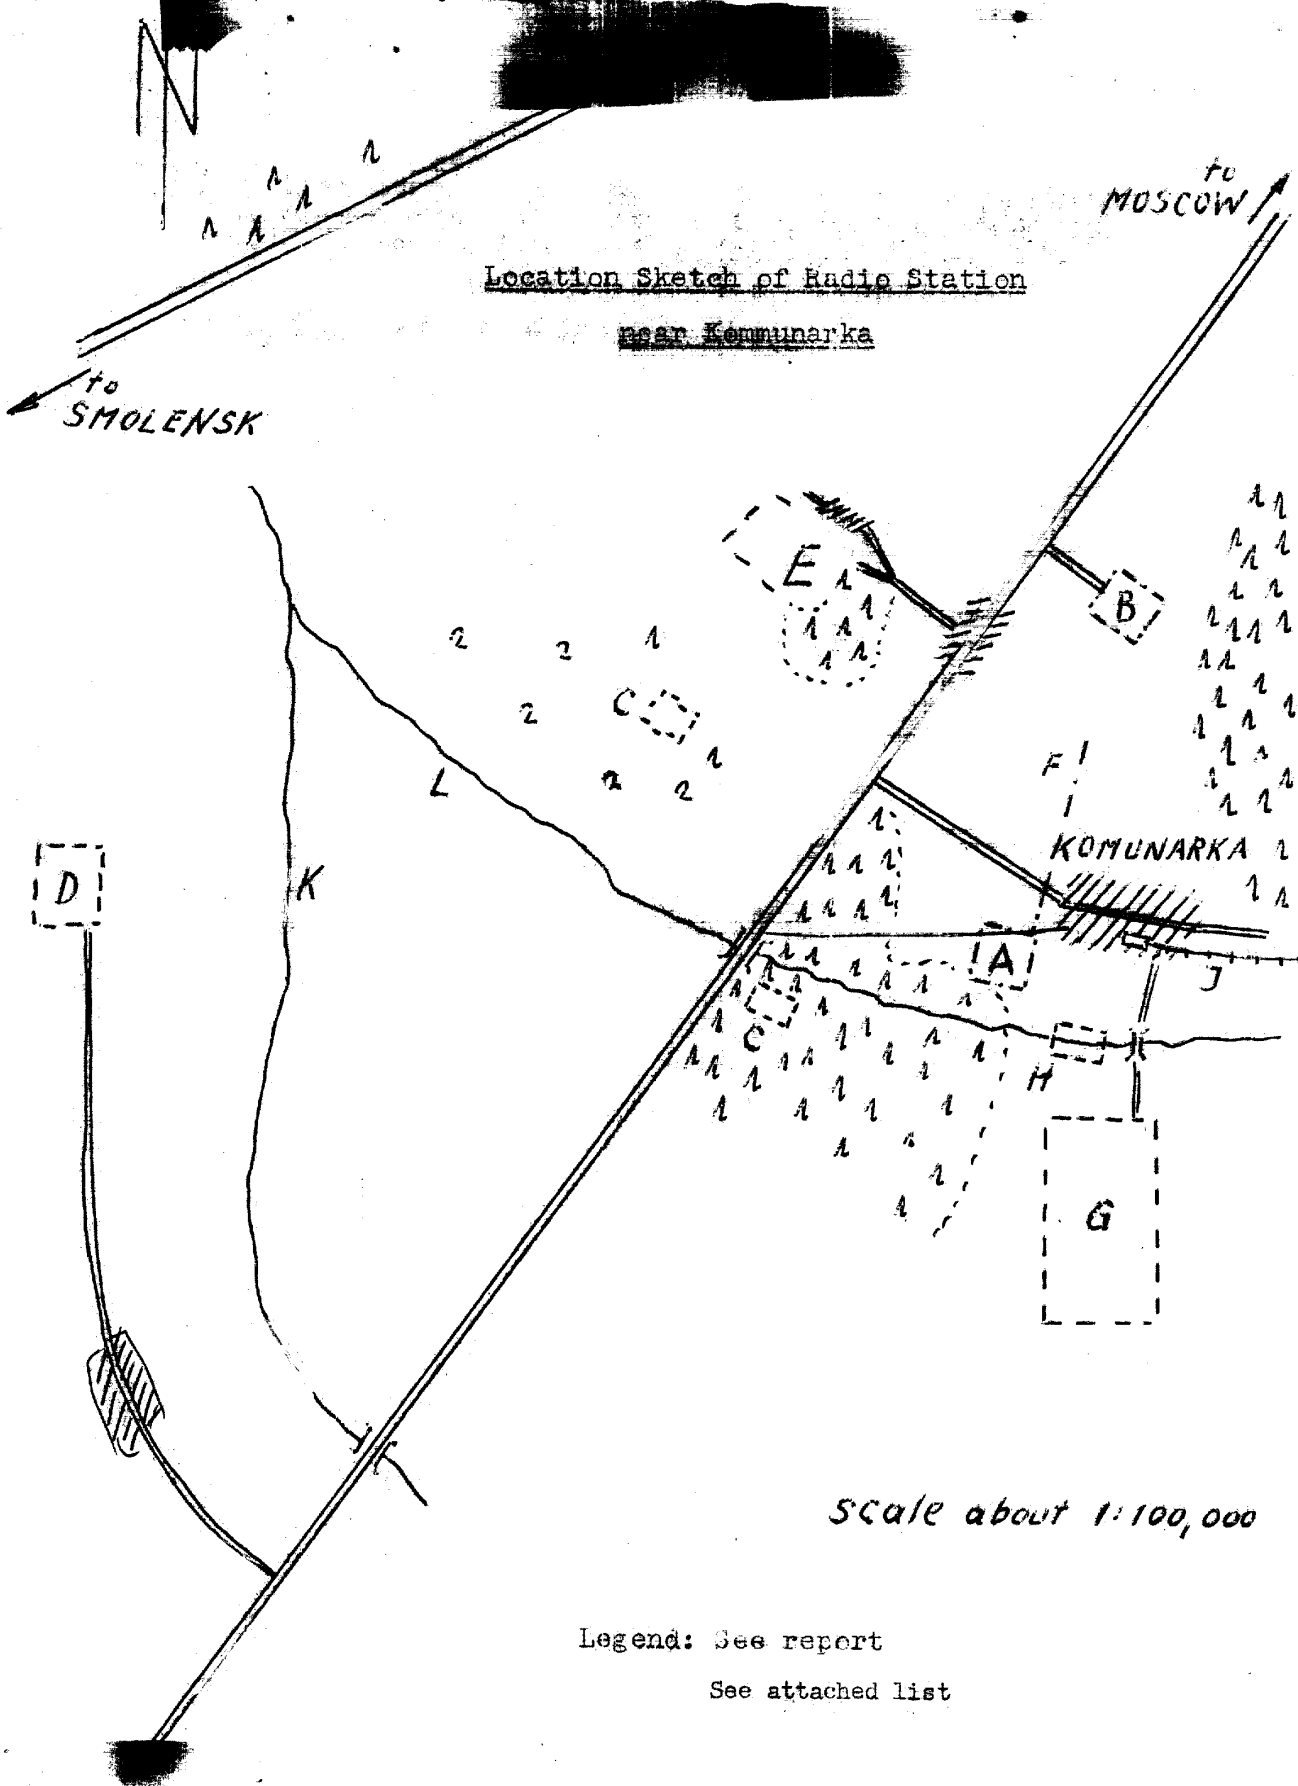 N
to
MOSCOW
Location Sketch of Radio Station
near Kommunarka
to
SMOLENSK
E
B
C
L
F
KOMUNARKA
D
K
A
J
C
H
G
scale about 1:100,000
Legend: See report
See attached list